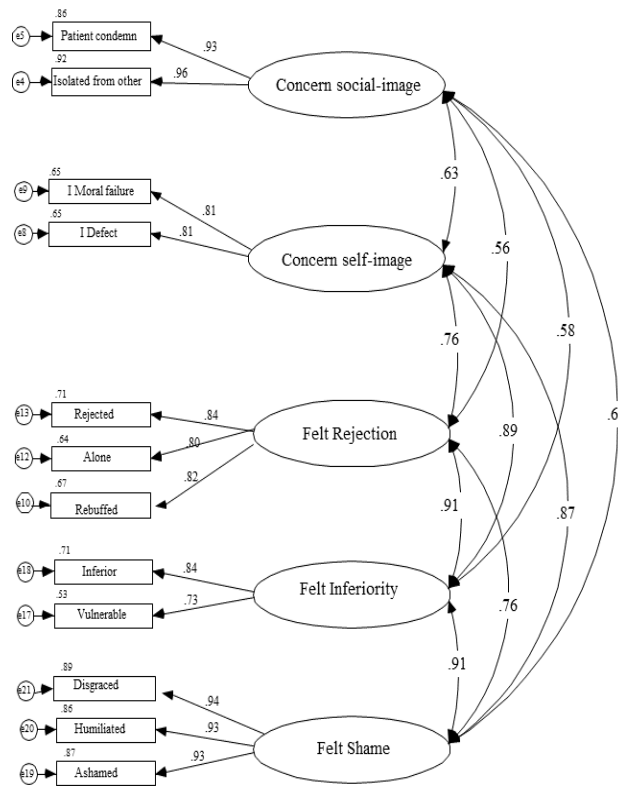 .86
e5
Patient condemn
.93
.92
e4
Isolated from other
.96
Concern social-image
.63
.65
e9
I Moral failure
.81
.65
e8
I Defect
.81
Concern self-image
.56
.58
.6
.76
.71
e13
Rejected
.84
.64
e12
Alone
.80
Felt Rejection
.89
.67
e10
Rebuffed
.82
.91
.87
.71
e18
Inferior
.84
.53
e17
Vulnerable
.73
Felt Inferiority
.76
.91
.89
e21
Disgraced
.94
.86
e20
Humiliated
.93
Felt Shame
.87
e19
Ashamed
.93